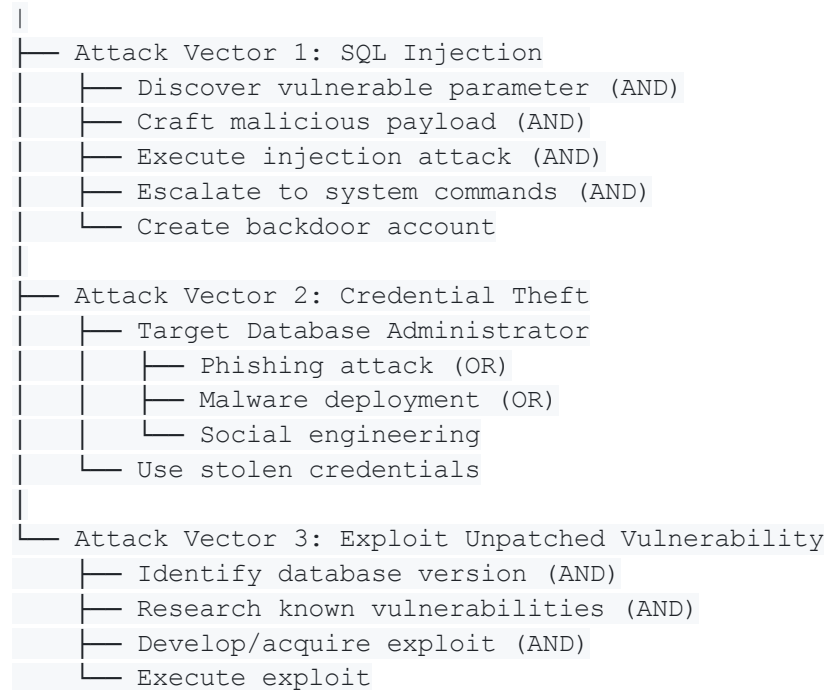 |
├── Attack Vector 1: SQL Injection
│   ├── Discover vulnerable parameter (AND)
│   ├── Craft malicious payload (AND)
│   ├── Execute injection attack (AND)
│   ├── Escalate to system commands (AND)
│   └── Create backdoor account
│
├── Attack Vector 2: Credential Theft
│   ├── Target Database Administrator
│   │   ├── Phishing attack (OR)
│   │   ├── Malware deployment (OR)
│   │   └── Social engineering
│   └── Use stolen credentials
│
└── Attack Vector 3: Exploit Unpatched Vulnerability
    ├── Identify database version (AND)
    ├── Research known vulnerabilities (AND)
    ├── Develop/acquire exploit (AND)
    └── Execute exploit